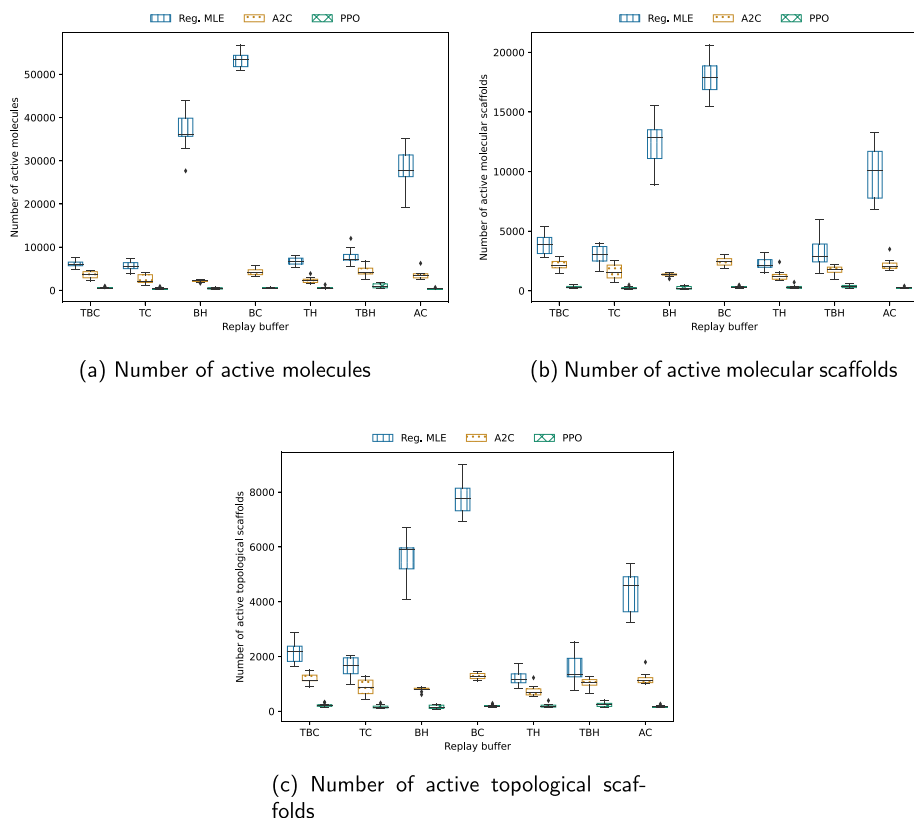 Reg. MLE A2C PPO
50000
40000
30000
20000
10000
0
Number of active molecules
TBC TC BH BC TH TBH AC
Replay buffer
(a) Number of active molecules
Reg. MLE A2C PPO
20000
15000
10000
5000
0
Number of active molecular scaffolds
TBC TC BH BC TH TBH AC
Replay buffer
(b) Number of active molecular scaffolds
Reg. MLE A2C PPO
8000
6000
4000
2000
0
Number of active topological scaffolds
TBC TC BH BC TH TBH AC
Replay buffer
(c) Number of active topological scaf-
folds